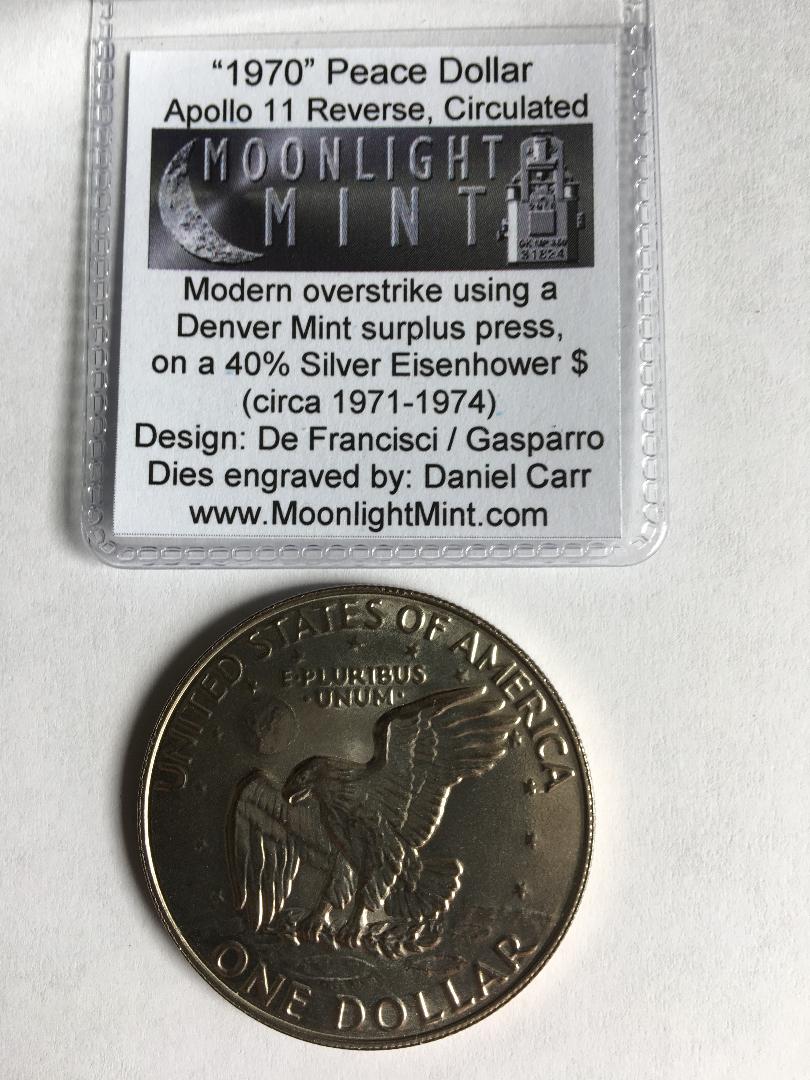 “1970” Peace Dollar
Apollo 11 Reverse, Circulated
MOONLIGHT
MINT
31824
Modern overstrike using a
Denver Mint surplus press,
on a 40% Silver Eisenhower $
(circa 1971-1974)
Design: De Francisci / Gasparro
Dies engraved by: Daniel Carr
www.MoonlightMint.com
UNITED STATES OF AMERICA
E·PLURIBUS
·UNUM·
ONE DOLLAR